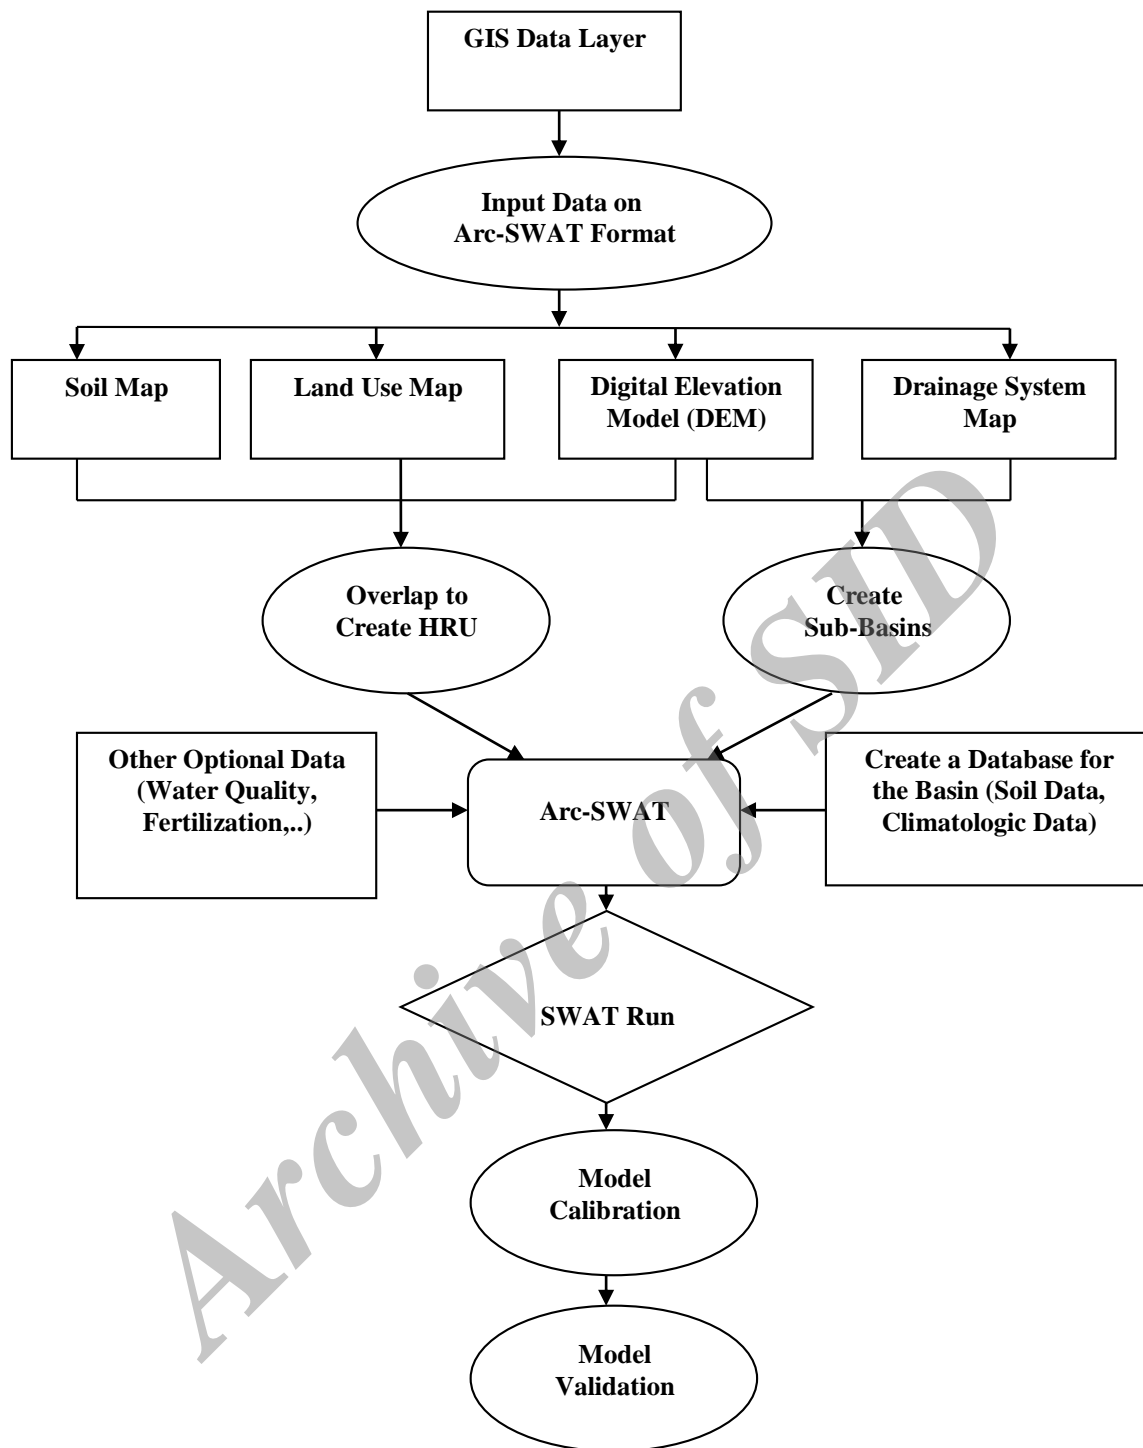 GIS Data Layer
Input Data on
Arc-SWAT Format
Soil Map
Land Use Map
Digital Elevation
Model (DEM)
Drainage System
Map
Overlap to
Create HRU
Create
Sub-Basins
Other Optional Data
(Water Quality,
Fertilization,..)
Arc-SWAT
Create a Database for
the Basin (Soil Data,
Climatologic Data)
SWAT Run
Model
Calibration
Model
Validation
Archive of SID